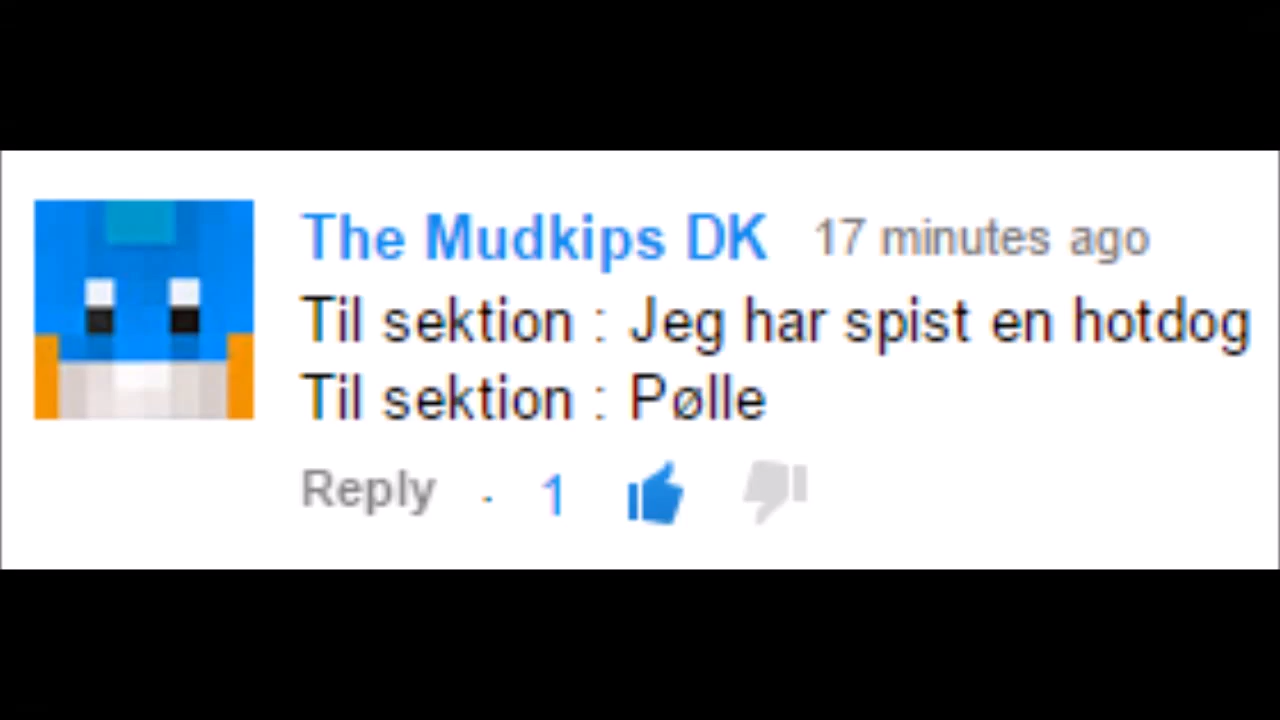 The Mudkips DK 17 minutes ago
Til sektion : Jeg har spist en hotdog
Til sektion : Pølle
Reply · 1